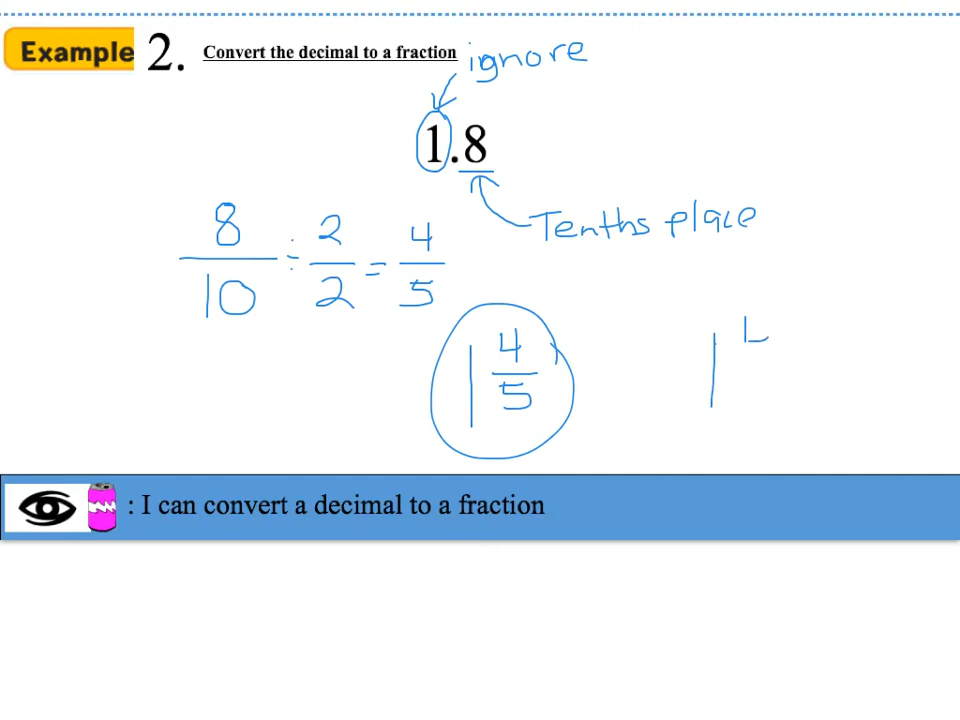 Example 2. Convert the decimal to a fraction
ignore
1.8
Tenths place
8/10 ÷ 2/2 = 4/5
1 4/5
1
: I can convert a decimal to a fraction